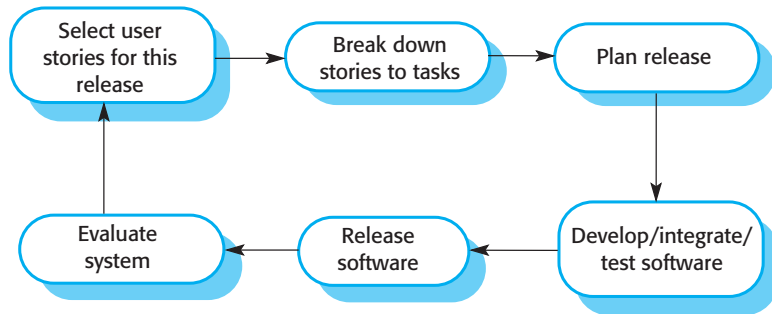 Select user
stories for this
release
Break down
stories to tasks
Plan release
Evaluate
system
Release
software
Develop/integrate/
test software